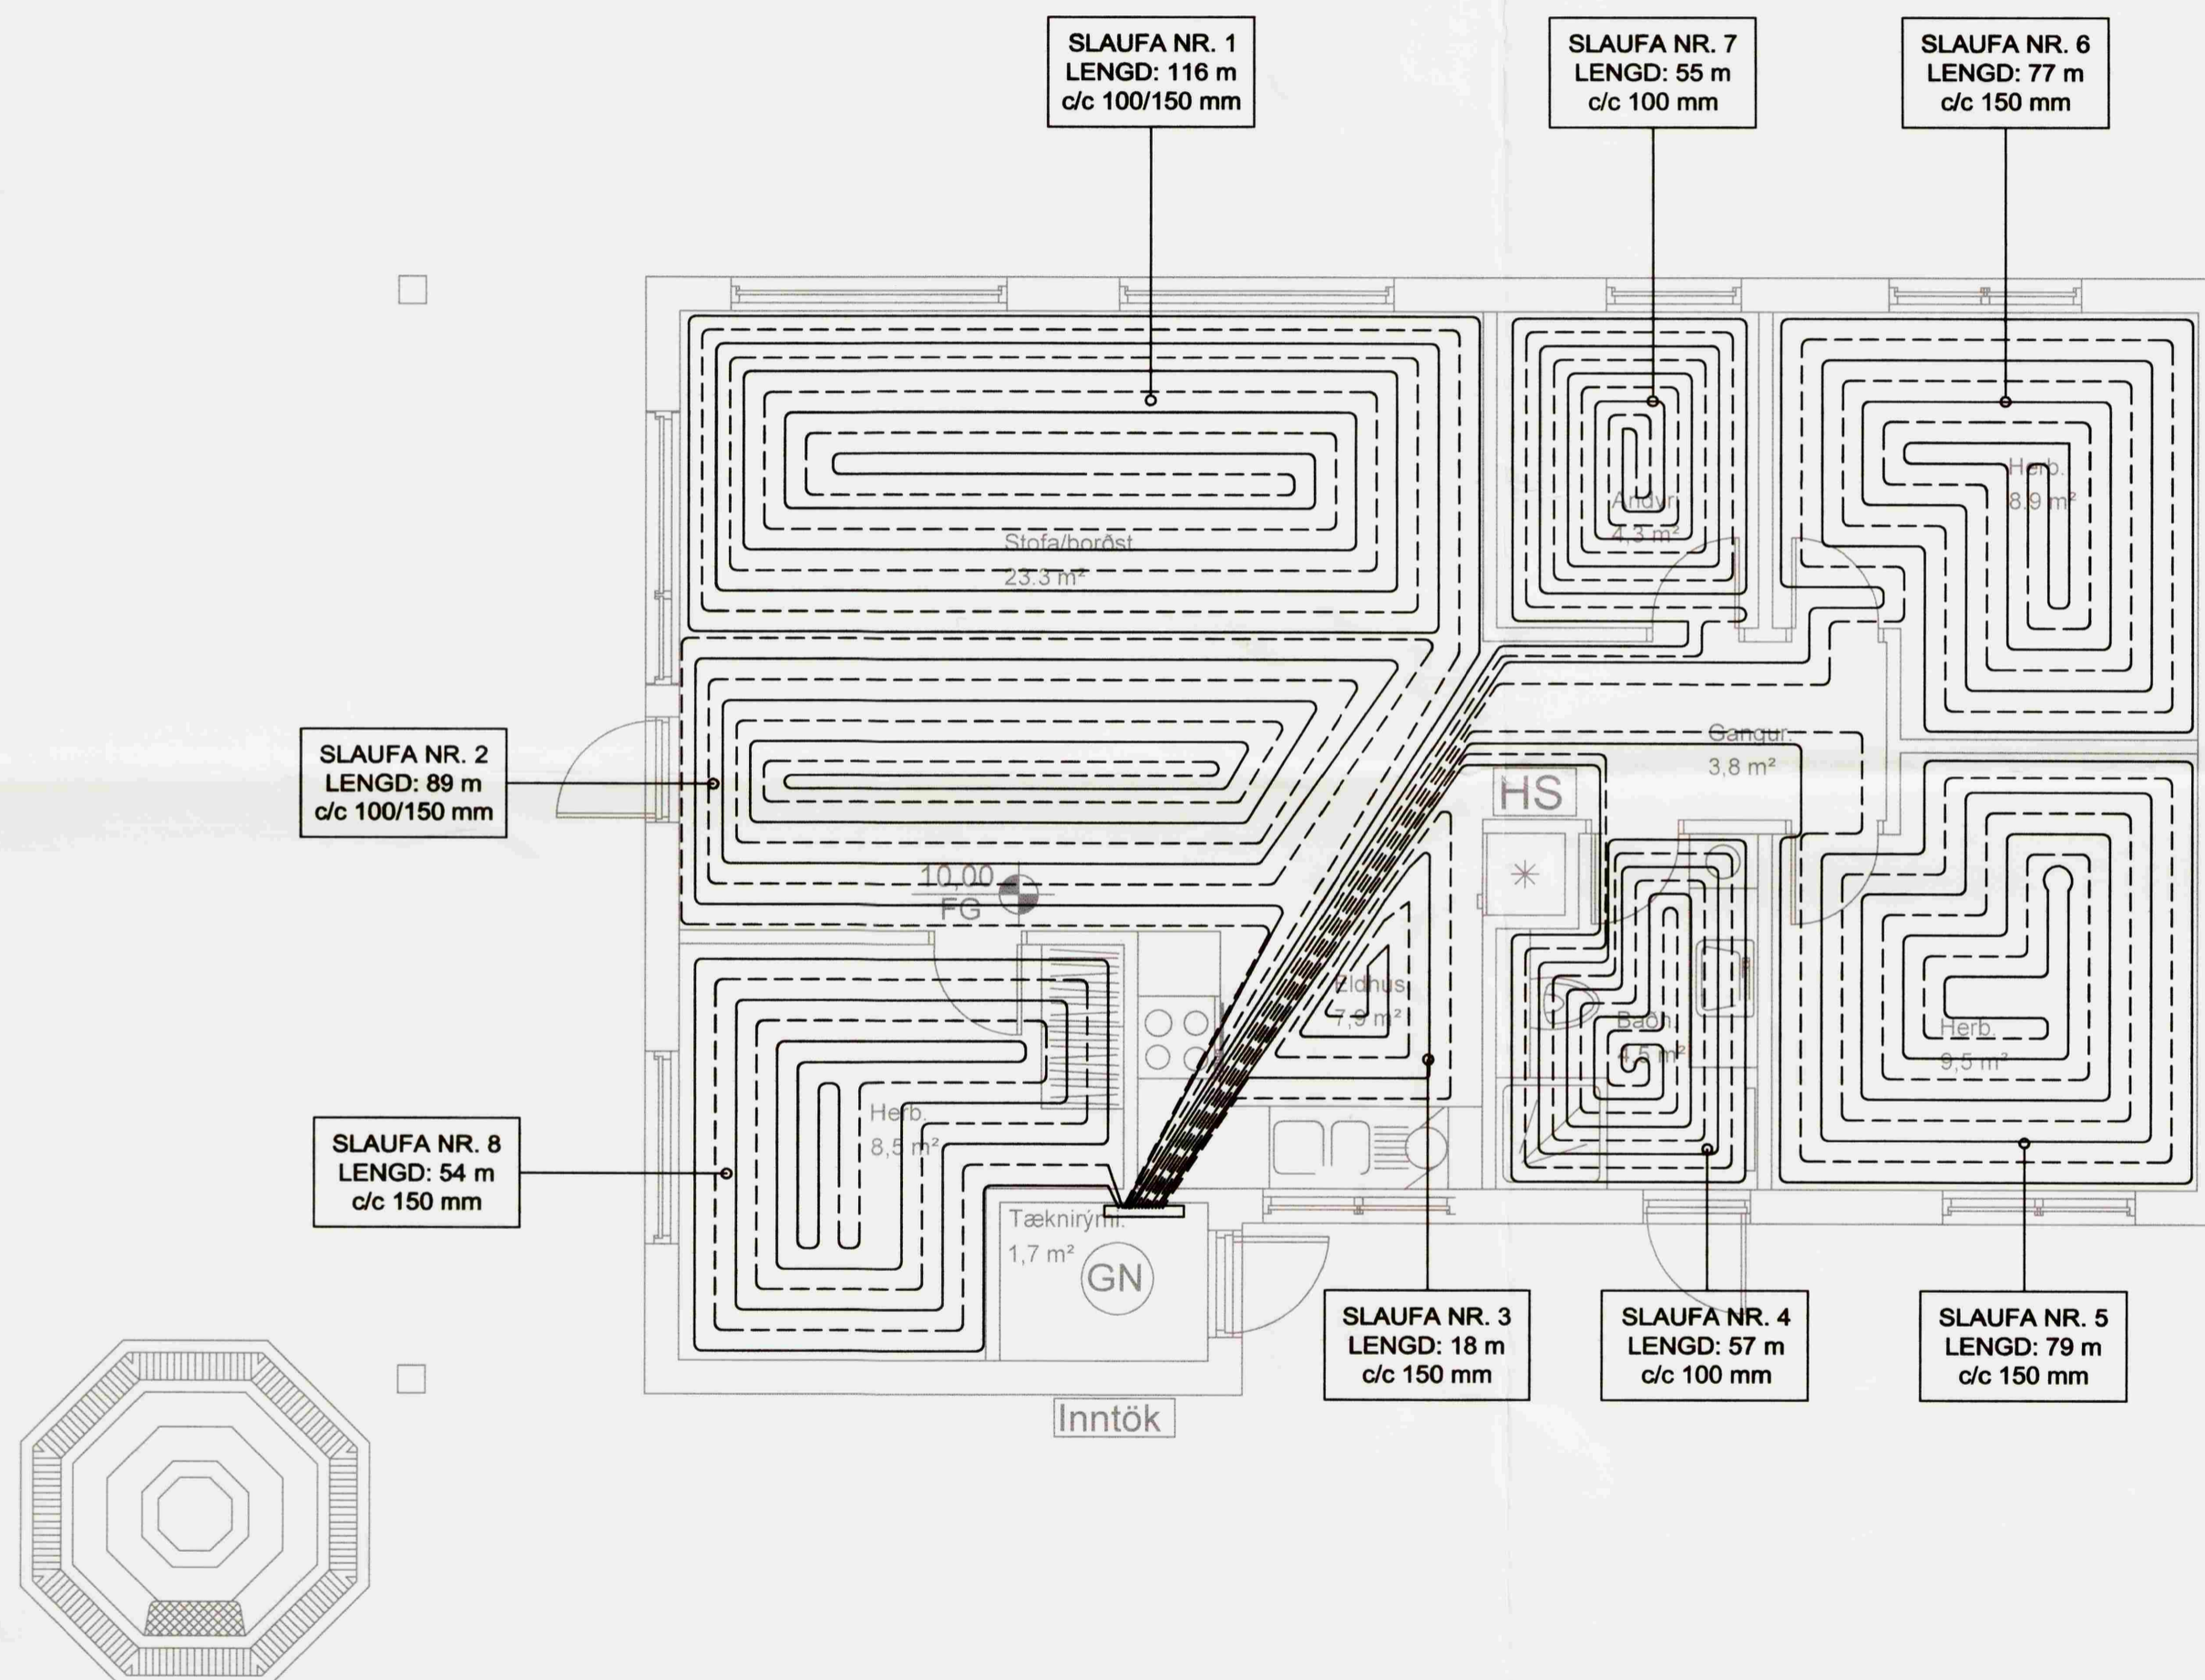 SLAUFA NR. 1
LENGD: 116 m
c/c 100/150 mm
SLAUFA NR. 7
LENGD: 55 m
c/c 100 mm
SLAUFA NR. 6
LENGD: 77 m
c/c 150 mm
Herb.
8.9 m²
Andyri
4,3 m²
Stofa/borðst.
23.3 m²
SLAUFA NR. 2
LENGD: 89 m
c/c 100/150 mm
Gangur.
3,8 m²
HS
10,00
FG
Eldhus.
7,9 m²
Baðh.
4,5 m²
Herb.
9,5 m²
SLAUFA NR. 8
LENGD: 54 m
c/c 150 mm
Herb.
8,5 m²
Tæknirými.
1,7 m²
GN
SLAUFA NR. 3
LENGD: 18 m
c/c 150 mm
SLAUFA NR. 4
LENGD: 57 m
c/c 100 mm
SLAUFA NR. 5
LENGD: 79 m
c/c 150 mm
Inntök